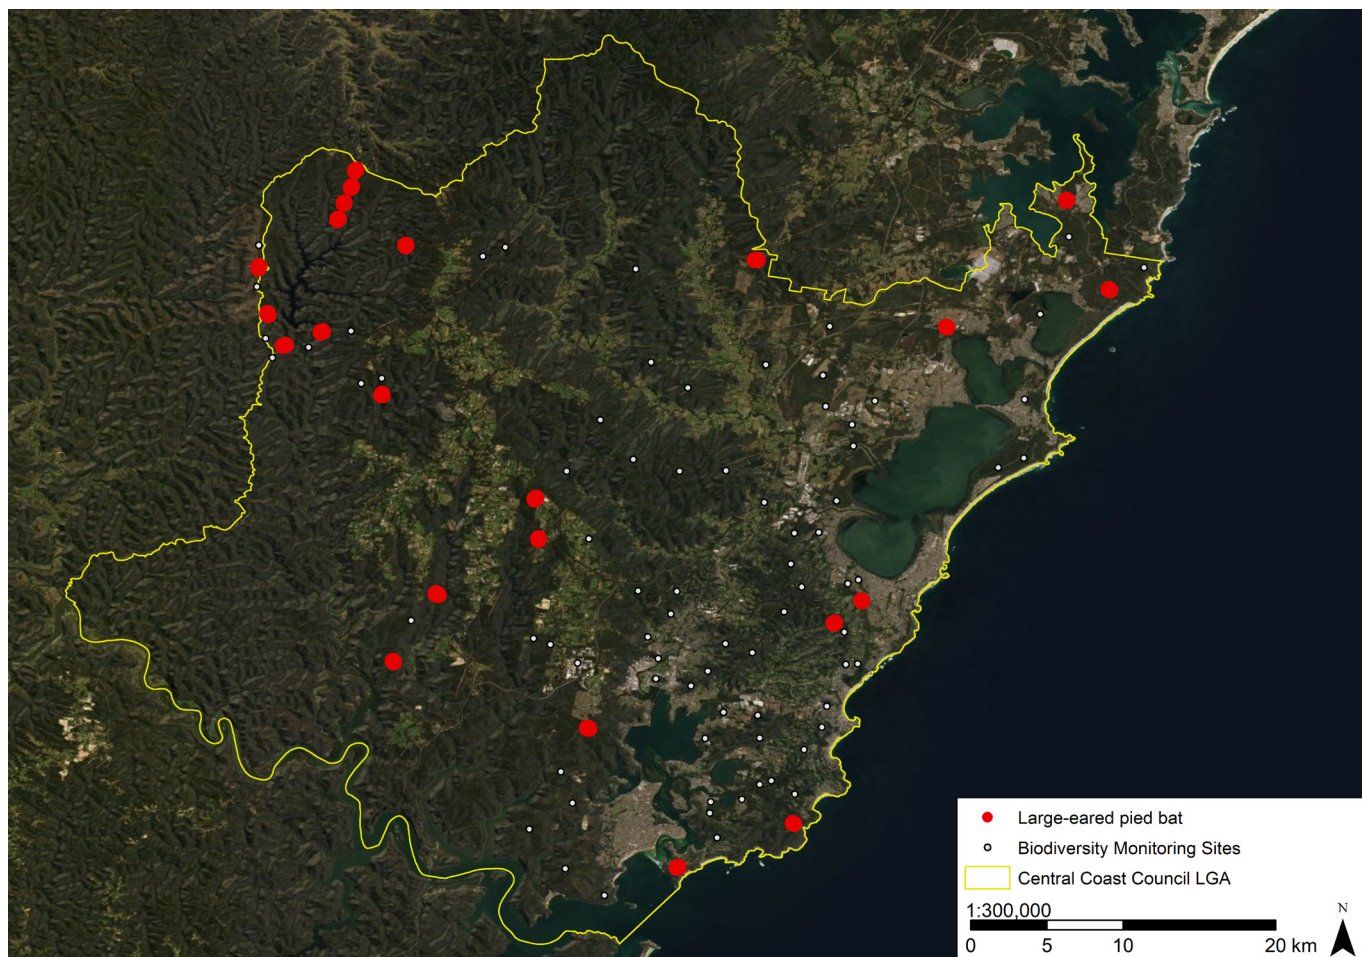 Large-eared pied bat
Biodiversity Monitoring Sites
Central Coast Council LGA
1:300,000
N
0 5 10 20 km